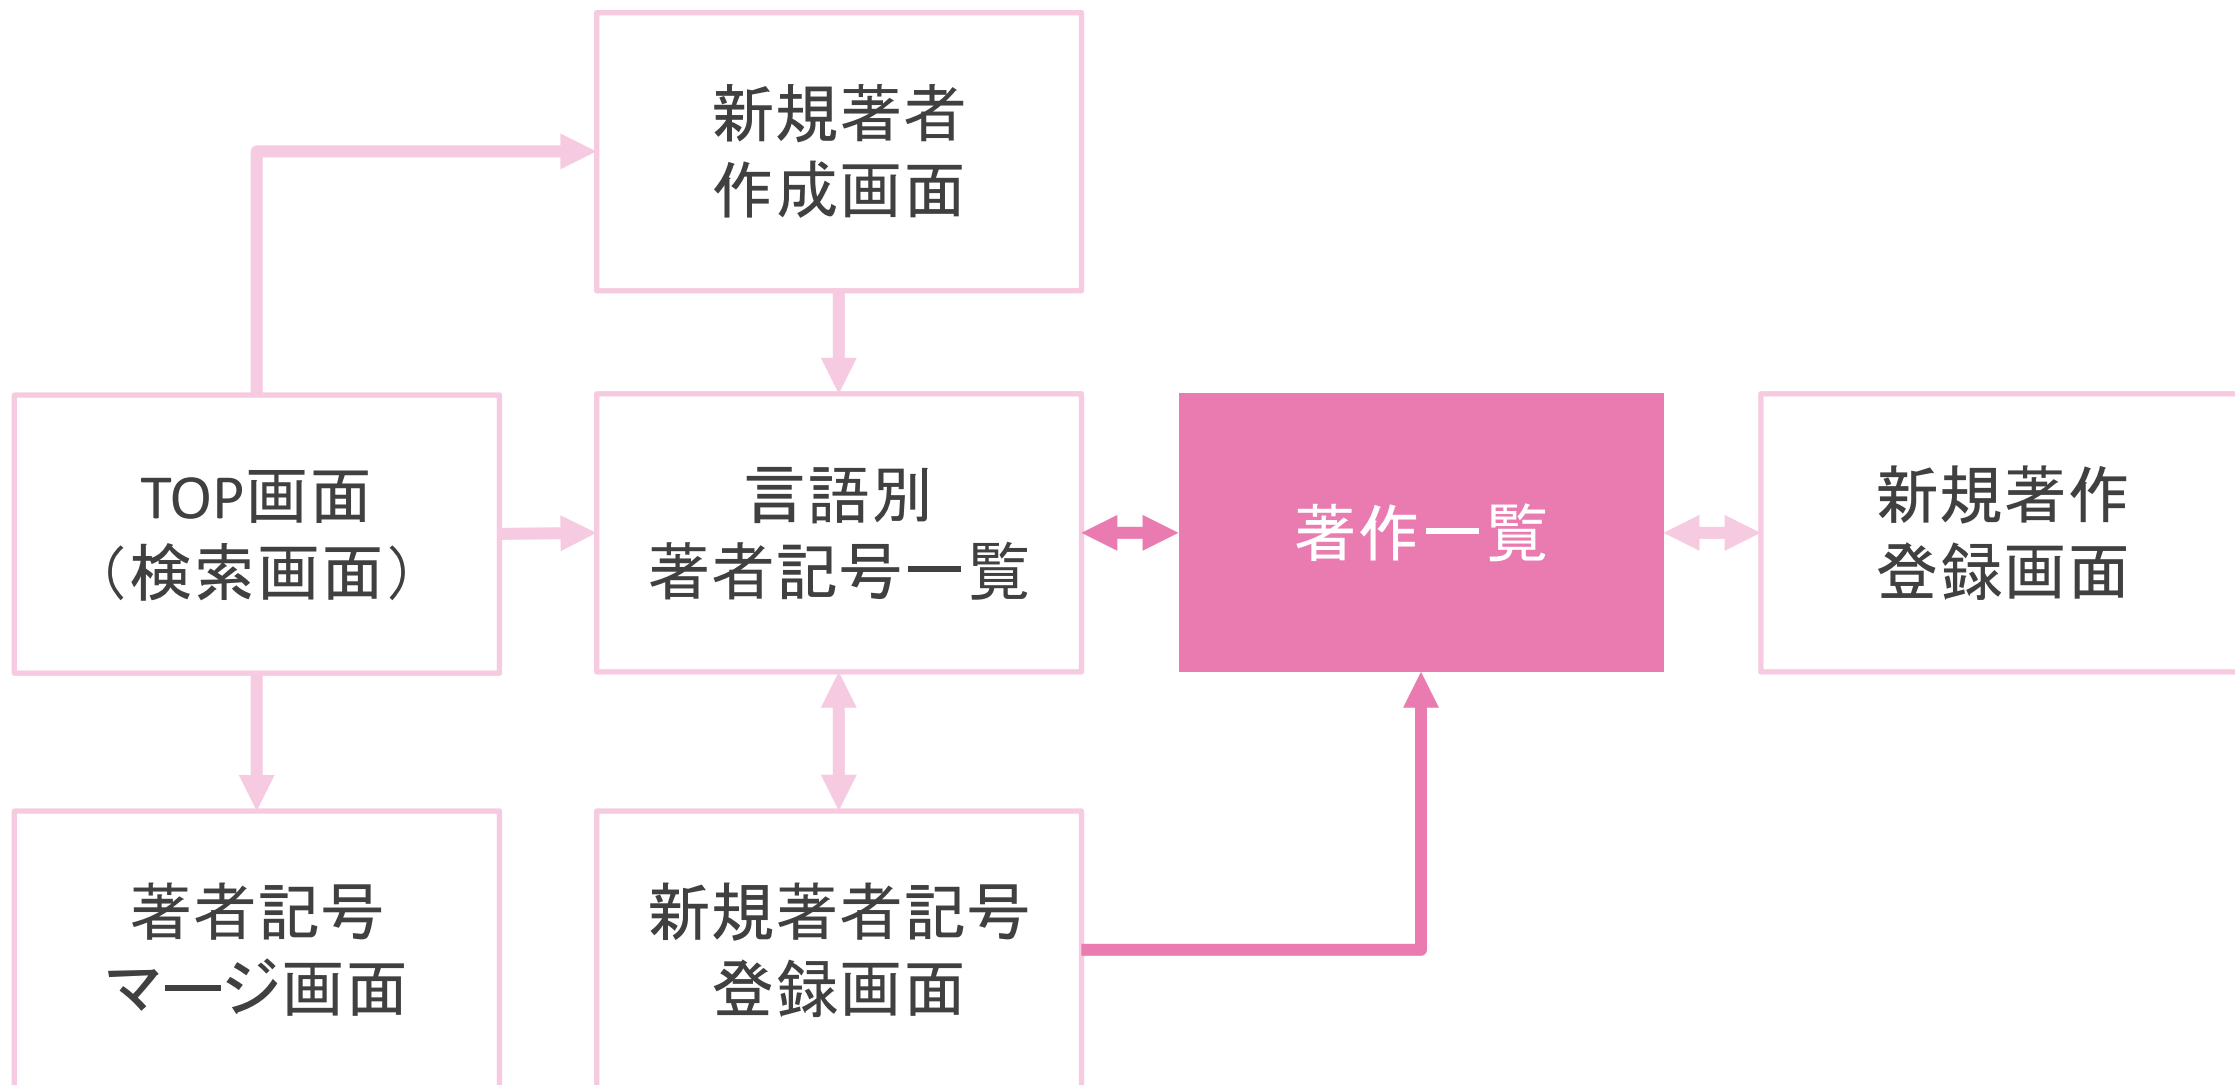 新規著者
作成画面
TOP画面
（検索画面）
言語別
著者記号一覧
著作一覧
新規著作
登録画面
著者記号
マージ画面
新規著者記号
登録画面